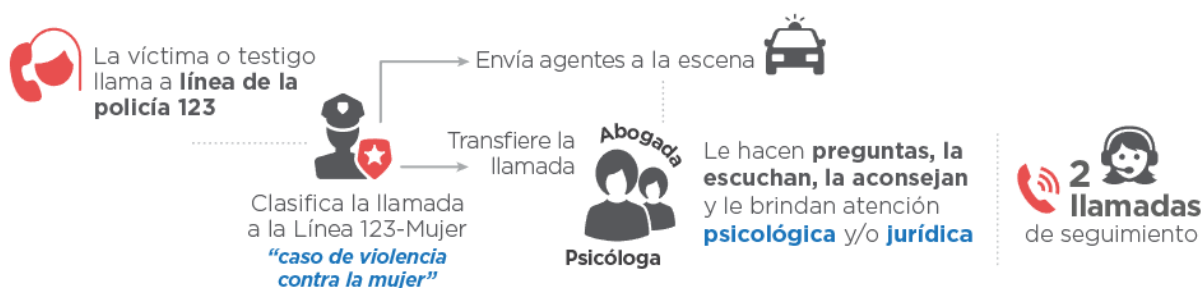 La víctima o testigo
llama a línea de la
policía 123
Clasifica la llamada
a la Línea 123-Mujer
“caso de violencia
contra la mujer”
Envía agentes a la escena
Transfiere la
llamada
Abogada
Psicóloga
Le hacen preguntas, la
escuchan, la aconsejan
y le brindan atención
psicológica y/o jurídica
2
llamadas
de seguimiento